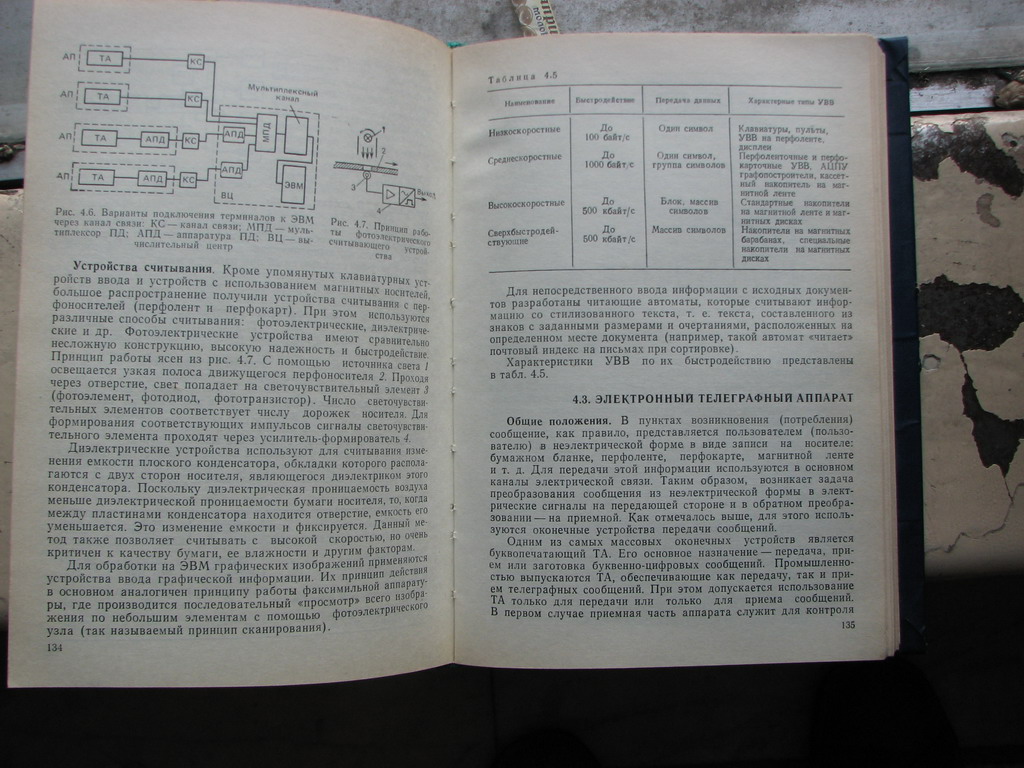 АП
ТА
КС
АП
ТА
КС
Мультиплексный
канал
АП
ТА
АПД
КС
АПД
МПД
АП
ТА
АПД
КС
АПД
ЭВМ
ВЦ
1
2
3
4
Выход
Рис. 4.6. Варианты подключения терминалов к ЭВМ
через канал связи: КС — канал связи; МПД — муль-
типлексор ПД; АПД — аппаратура ПД; ВЦ — вы-
числительный центр
Рис. 4.7. Принцип рабо-
ты фотоэлектрического
считывающего устрой-
ства
Устройства считывания. Кроме упомянутых клавиатурных уст-
ройств ввода и устройств с использованием магнитных носителей,
большое распространение получили устройства считывания с пер-
фоносителей (перфолент и перфокарт). При этом используются
различные способы считывания: фотоэлектрические, диэлектриче-
ские и др. Фотоэлектрические устройства имеют сравнительно
несложную конструкцию, высокую надежность и быстродействие.
Принцип работы ясен из рис. 4.7. С помощью источника света 1
освещается узкая полоса движущегося перфоносителя 2. Проходя
через отверстие, свет попадает на светочувствительный элемент 3
(фотоэлемент, фотодиод, фототранзистор). Число светочувстви-
тельных элементов соответствует числу дорожек носителя. Для
формирования соответствующих импульсов сигналы светочувстви-
тельного элемента проходят через усилитель-формирователь 4.
Диэлектрические устройства используют для считывания изме-
нения емкости плоского конденсатора, обкладки которого распола-
гаются с двух сторон носителя, являющегося диэлектриком этого
конденсатора. Поскольку диэлектрическая проницаемость воздуха
меньше диэлектрической проницаемости бумаги носителя, то, когда
между пластинами конденсатора находится отверстие, емкость его
уменьшается. Это изменение емкости и фиксируется. Данный ме-
тод также позволяет считывать с высокой скоростью, но очень
критичен к качеству бумаги, ее влажности и другим факторам.
Для обработки на ЭВМ графических изображений применяются
устройства ввода графической информации. Их принцип действия
в основном аналогичен принципу работы факсимильной аппарату-
ры, где производится последовательный «просмотр» всего изобра-
жения по небольшим элементам с помощью фотоэлектрического
узла (так называемый принцип сканирования).
134
Таблица 4.5
Наименование Быстродействие Передача данных Характерные типы УВВ
Низкоскоростные До 100 байт/с Один символ Клавиатуры, пульты,
УВВ на перфоленте,
дисплеи
Среднескоростные До 1000 байт/с Один символ, группа символов Перфоленточные и перфо-
карточные УВВ, АЦПУ
графопостроители, кассет-
ный накопитель на маг-
нитной ленте
Высокоскоростные До 500 кбайт/с Блок, массив символов Стандартные накопители
на магнитной ленте и маг-
нитных дисках
Сверхбыстродей-
ствующие До 500 кбайт/с Массив символов Накопители на магнитных
барабанах, специальные
накопители на магнитных
дисках
Для непосредственного ввода информации с исходных докумен-
тов разработаны читающие автоматы, которые считывают инфор-
мацию со стилизованного текста, т. е. текста, составленного из
знаков с заданными размерами и очертаниями, расположенных на
определенном месте документа (например, такой автомат «читает»
почтовый индекс на письмах при сортировке).
Характеристики УВВ по их быстродействию представлены
в табл. 4.5.
4.3. ЭЛЕКТРОННЫЙ ТЕЛЕГРАФНЫЙ АППАРАТ
Общие положения. В пунктах возникновения (потребления)
сообщение, как правило, представляется пользователем (пользо-
вателю) в неэлектрической форме в виде записи на носителе:
бумажном бланке, перфоленте, перфокарте, магнитной ленте
и т. д. Для передачи этой информации используются в основном
каналы электрической связи. Таким образом, возникает задача
преобразования сообщения из неэлектрической формы в элект-
рические сигналы на передающей стороне и в обратном преобра-
зовании — на приемной. Как отмечалось выше, для этого исполь-
зуются оконечные устройства передачи сообщений.
Одним из самых массовых оконечных устройств является
буквопечатающий ТА. Его основное назначение — передача, при-
ем или заготовка буквенно-цифровых сообщений. Промышленно-
стью выпускаются ТА, обеспечивающие как передачу, так и при-
ем телеграфных сообщений. При этом допускается использование
ТА только для передачи или только для приема сообщений.
В первом случае приемная часть аппарата служит для контроля
135